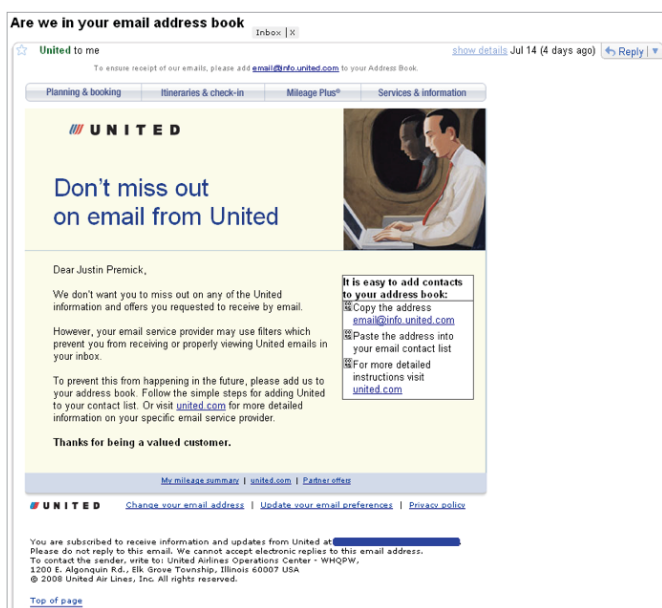 Are we in your email address book
Inbox | X
United to me
show details Jul 14 (4 days ago)
Reply
To ensure receipt of our emails, please add email@info.united.com to your Address Book.
Planning & booking
Itineraries & check-in
Mileage Plus®
Services & information
UNITED
Don't miss out
on email from United
Dear Justin Premick,
We don't want you to miss out on any of the United
information and offers you requested to receive by email.
However, your email service provider may use filters which
prevent you from receiving or properly viewing United emails in
your inbox.
To prevent this from happening in the future, please add us to
your address book. Follow the simple steps for adding United
to your contact list. Or visit united.com for more detailed
information on your specific email service provider.
Thanks for being a valued customer.
It is easy to add contacts
to your address book:
Copy the address
email@info.united.com
Paste the address into
your email contact list
For more detailed
instructions visit
united.com
My mileage summary | united.com | Partner offers
UNITED
Change your email address | Update your email preferences | Privacy policy
You are subscribed to receive information and updates from United at
Please do not reply to this email. We cannot accept electronic replies to this email address.
To contact the sender, write to: United Airlines Operations Center - WHQPW,
1200 E. Algonquin Rd., Elk Grove Township, Illinois 60007 USA
© 2008 United Air Lines, Inc. All rights reserved.
Top of page